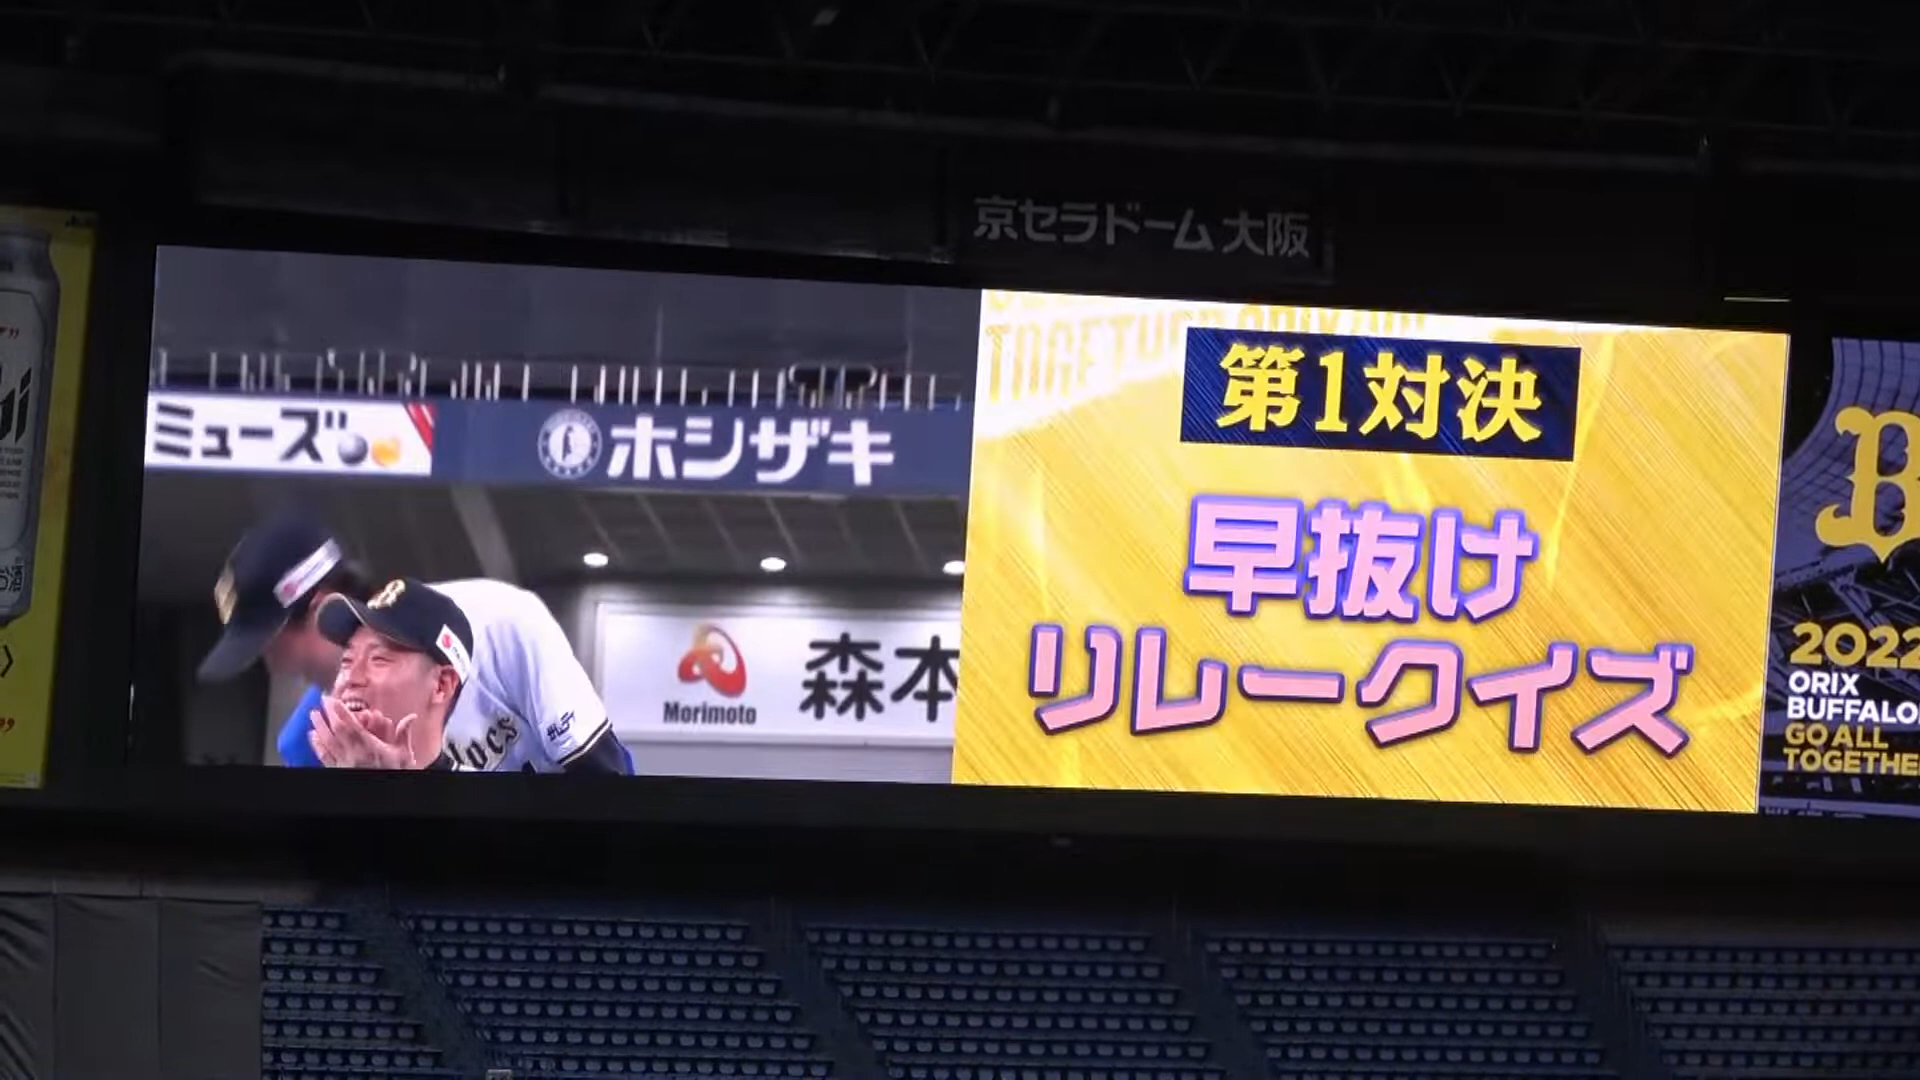 京セラドーム大阪
ミューズ
ホシザキ
Morimoto
森本
TOGETHER
第1対決
早抜け
リレークイズ
B
2022
ORIX
BUFFALO
GO ALL
TOGETHE